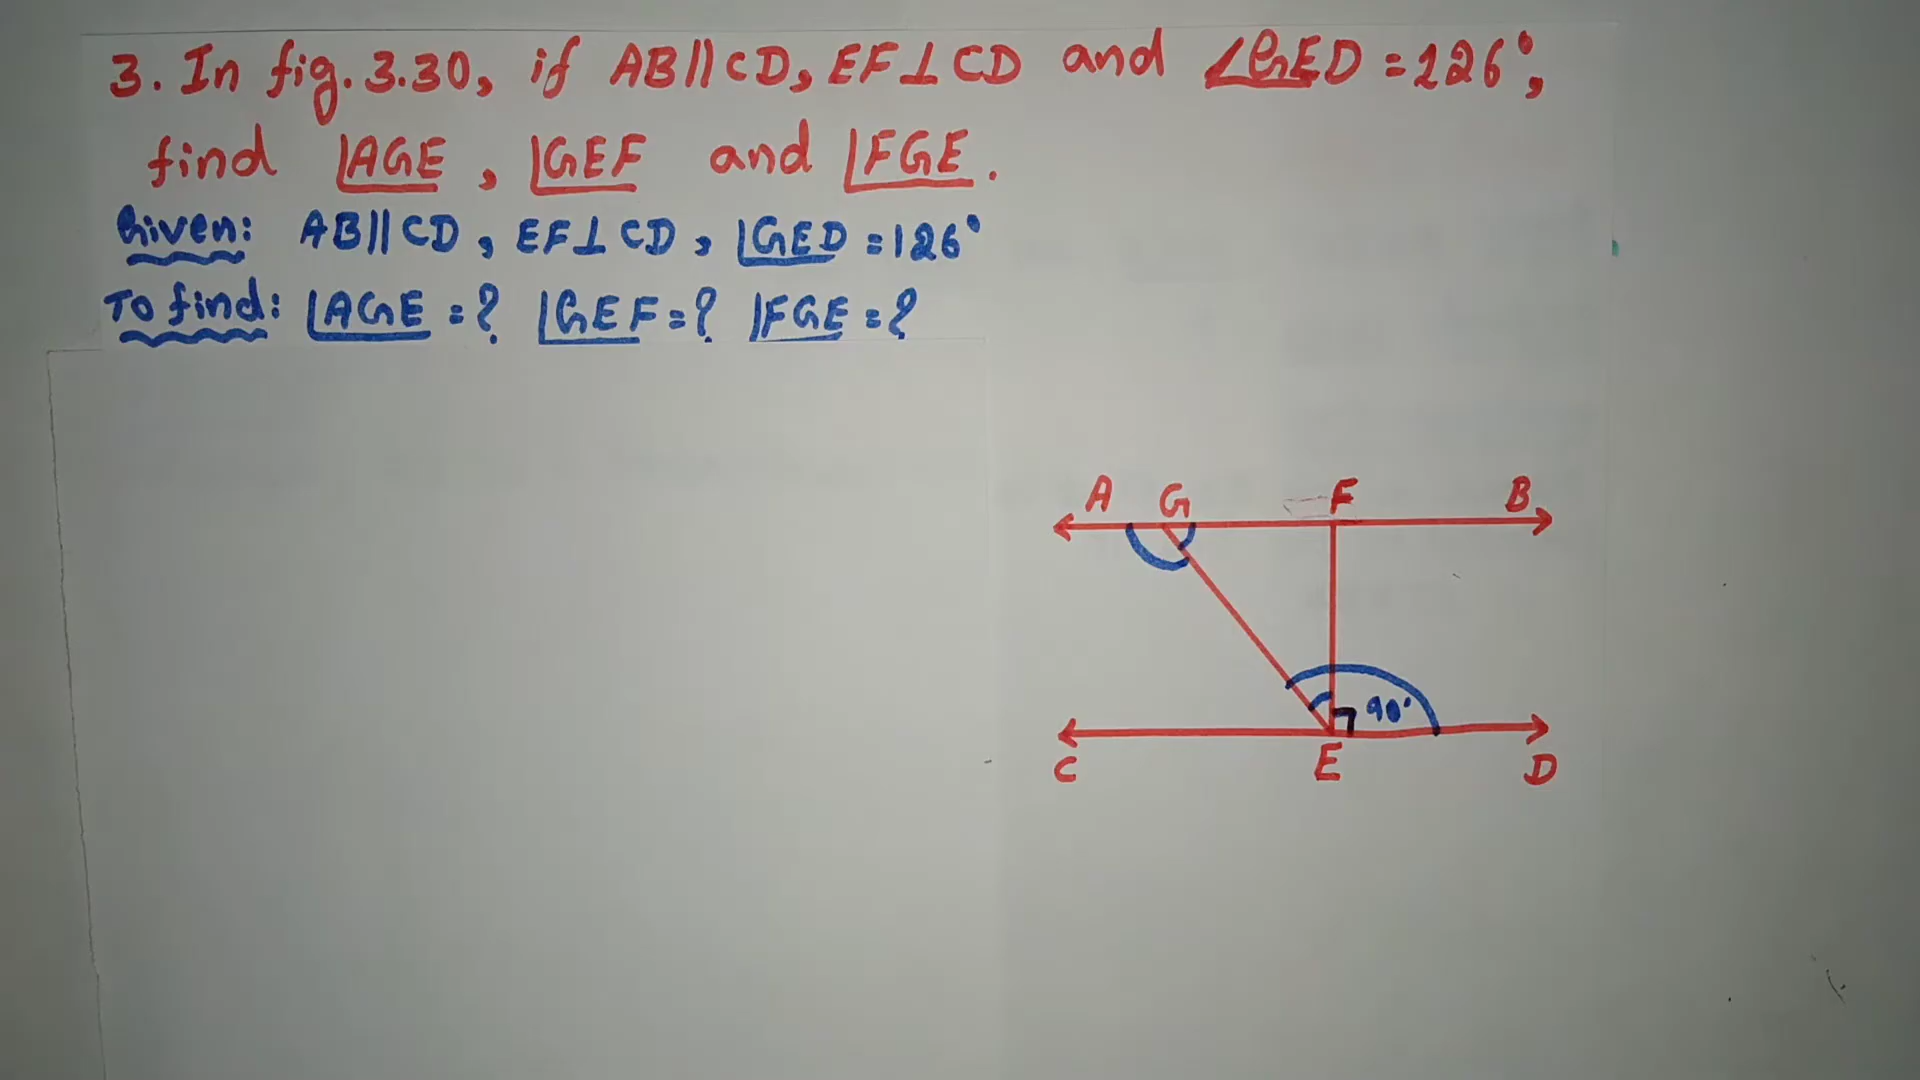 3. In fig. 3.30, if AB||CD, EF⊥CD and ∠GED = 126°,
find ∠AGE, ∠GEF and ∠FGE.
Given: AB||CD, EF⊥CD, ∠GED = 126°
To find: ∠AGE = ? ∠GEF = ? ∠FGE = ?
A G F B
90°
C E D